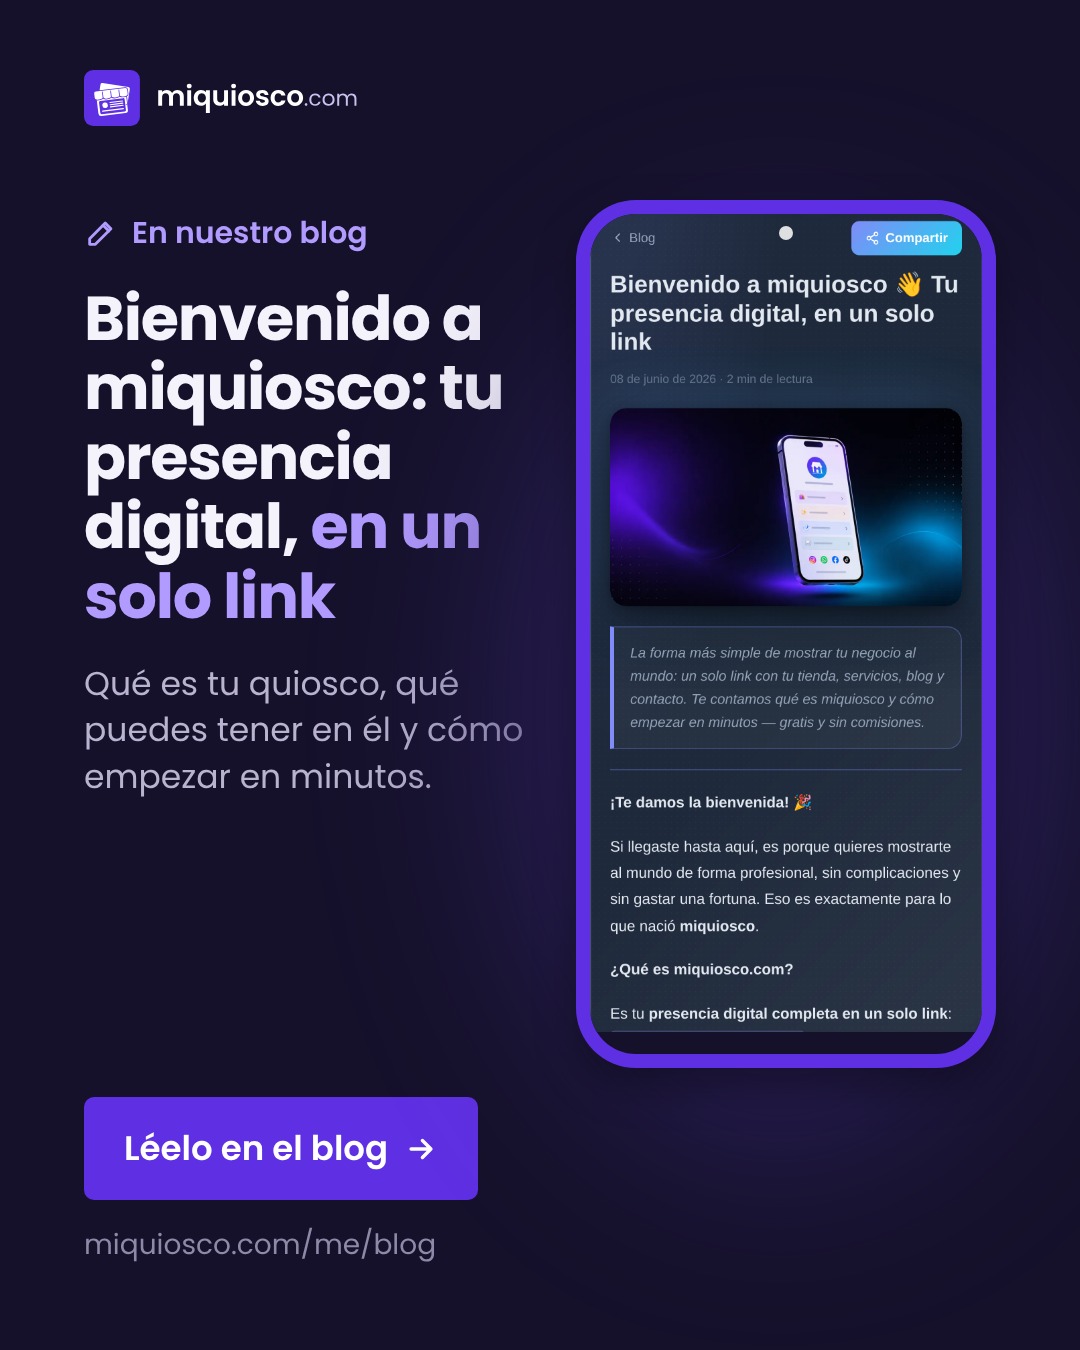 miquiosco.com
En nuestro blog
Bienvenido a
miquiosco: tu
presencia
digital, en un
solo link
Qué es tu quiosco, qué
puedes tener en él y cómo
empezar en minutos.
Léelo en el blog →
miquiosco.com/me/blog
Blog
Compartir
Bienvenido a miquiosco 👋 Tu
presencia digital, en un solo
link
08 de junio de 2026 · 2 min de lectura
La forma más simple de mostrar tu negocio al
mundo: un solo link con tu tienda, servicios, blog y
contacto. Te contamos qué es miquiosco y cómo
empezar en minutos — gratis y sin comisiones.
¡Te damos la bienvenida! 🎉
Si llegaste hasta aquí, es porque quieres mostrarte
al mundo de forma profesional, sin complicaciones y
sin gastar una fortuna. Eso es exactamente para lo
que nació miquiosco.
¿Qué es miquiosco.com?
Es tu presencia digital completa en un solo link: